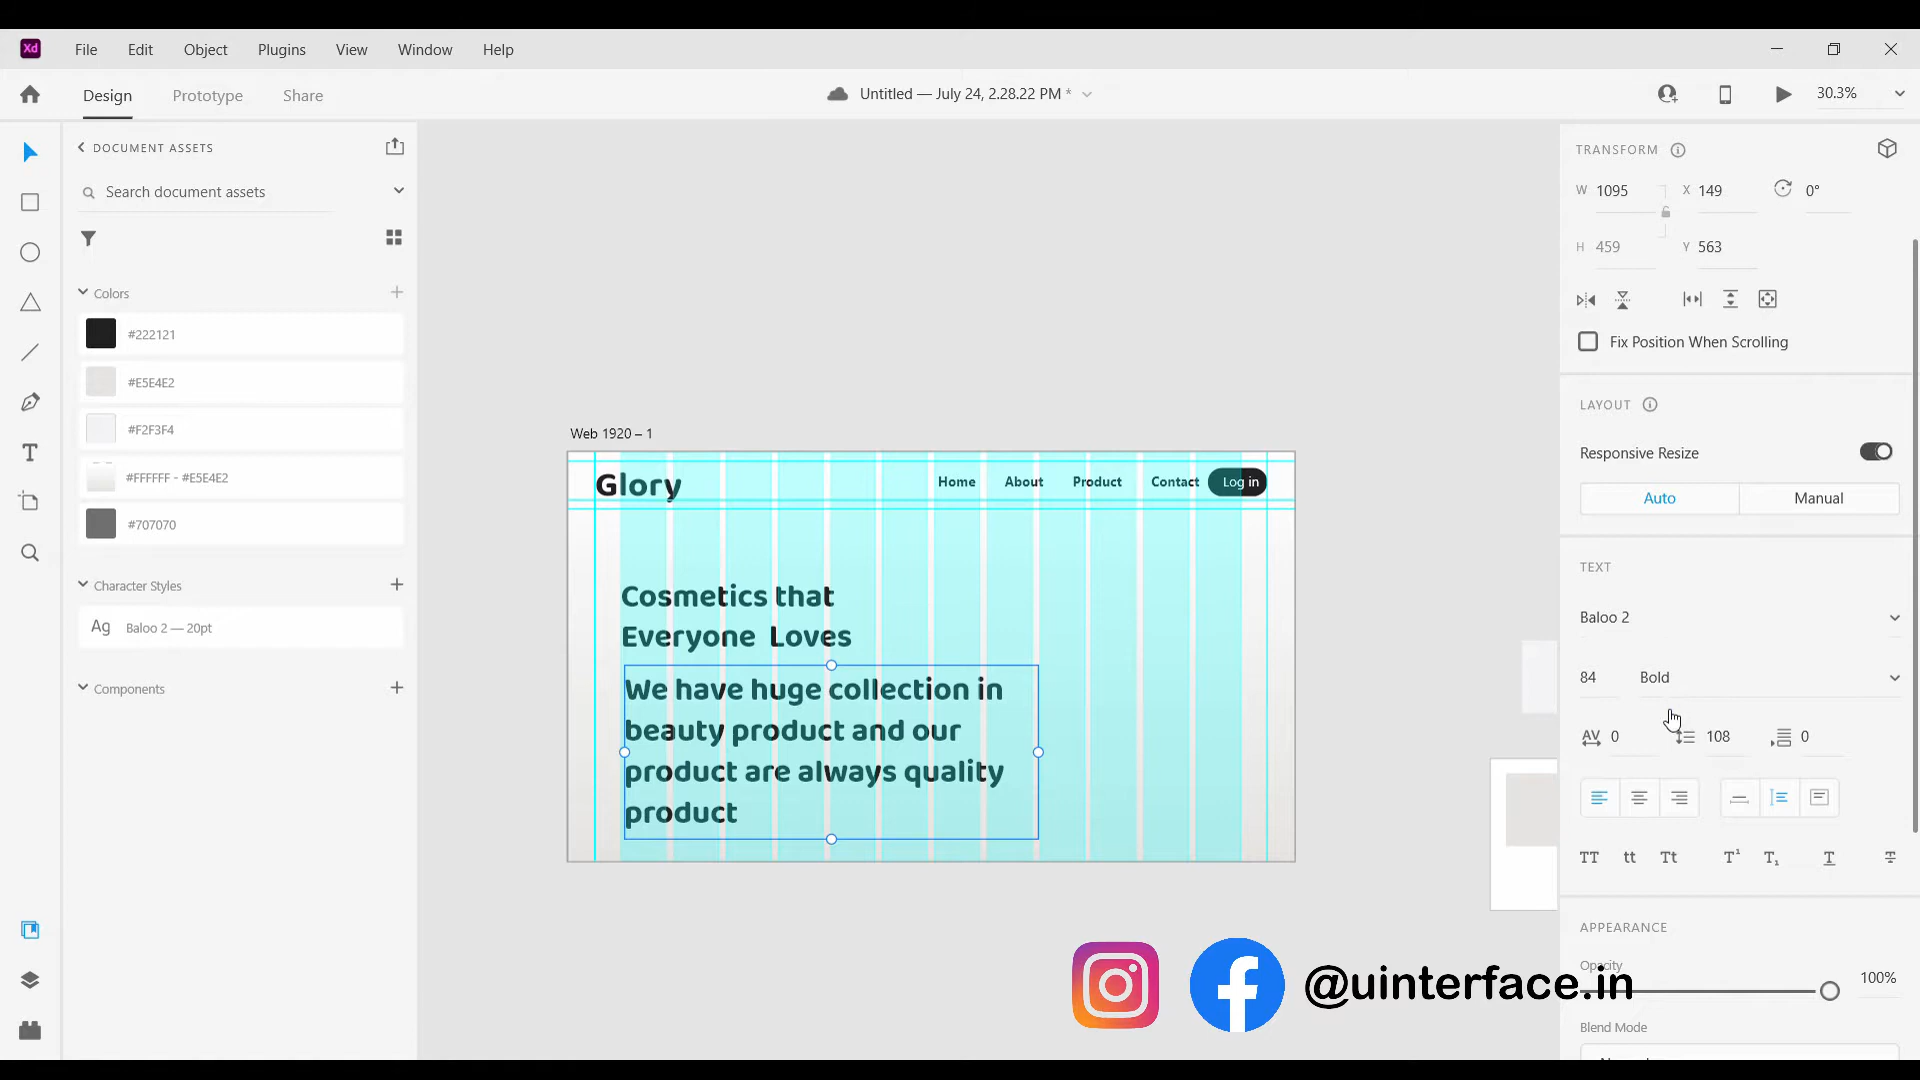 Xd File Edit Object Plugins View Window Help
Design Prototype Share Untitled — July 24, 2.28.22 PM * 30.3%
DOCUMENT ASSETS
Search document assets
Colors
#222121
#E5E4E2
#F2F3F4
#FFFFFF - #E5E4E2
#707070
Character Styles
Ag Baloo 2 — 20pt
Components
Web 1920 – 1
Glory Home About Product Contact Log in
Cosmetics that
Everyone Loves
We have huge collection in
beauty product and our
product are always quality
product
TRANSFORM
W 1095 X 149 0°
H 459 Y 563
Fix Position When Scrolling
LAYOUT
Responsive Resize
Auto Manual
TEXT
Baloo 2
84 Bold
AV 0 108 0
TT tt Tt T¹ T₁ T T
APPEARANCE
Opacity
100%
Blend Mode
@uinterface.in